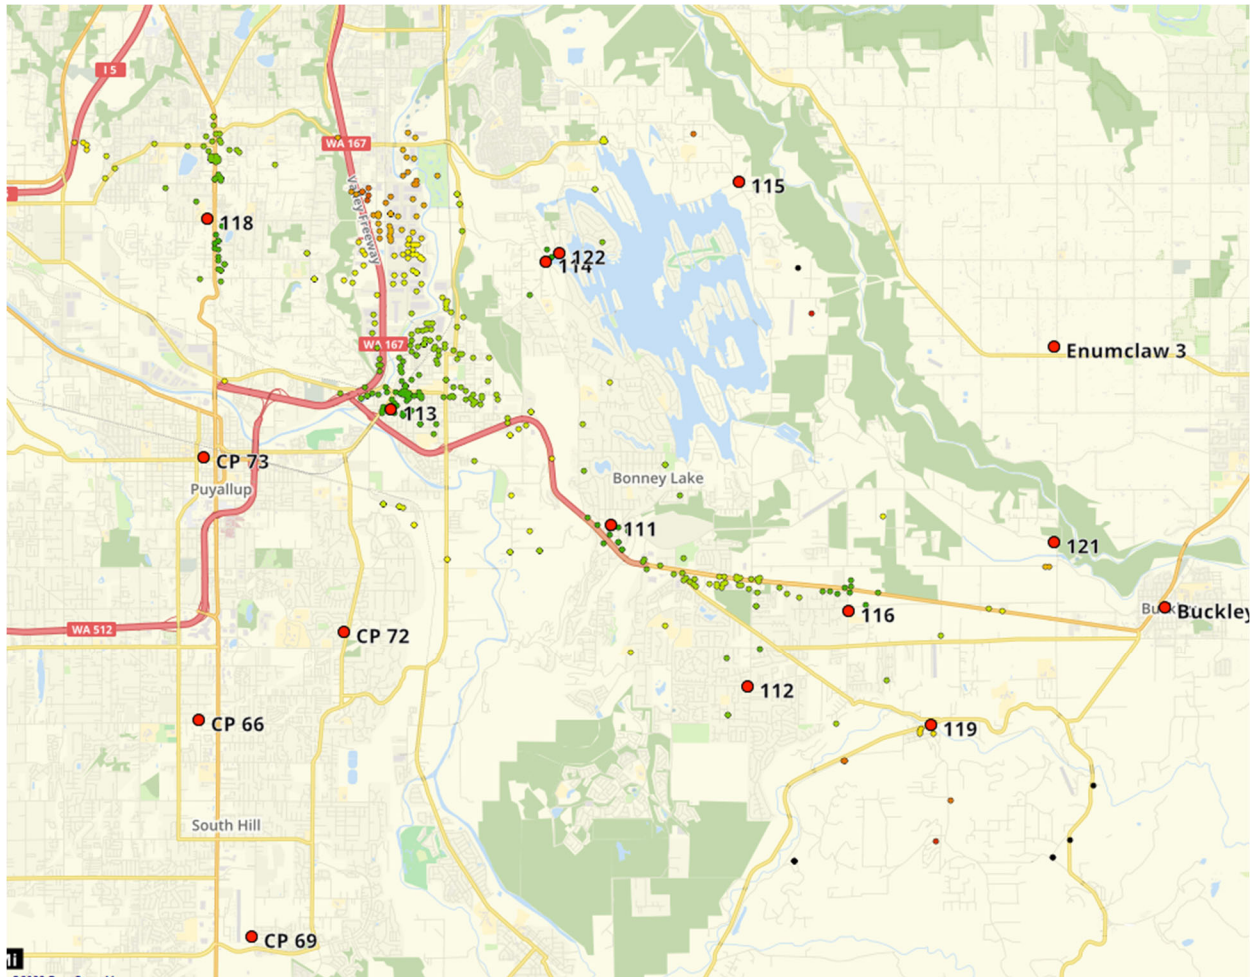 I 5
WA 167
Valley Freeway
115
118
122
114
WA 167
Enumclaw 3
113
CP 73
Puyallup
Bonney Lake
111
121
WA 512
116
Buckley
CP 72
112
CP 66
119
South Hill
CP 69